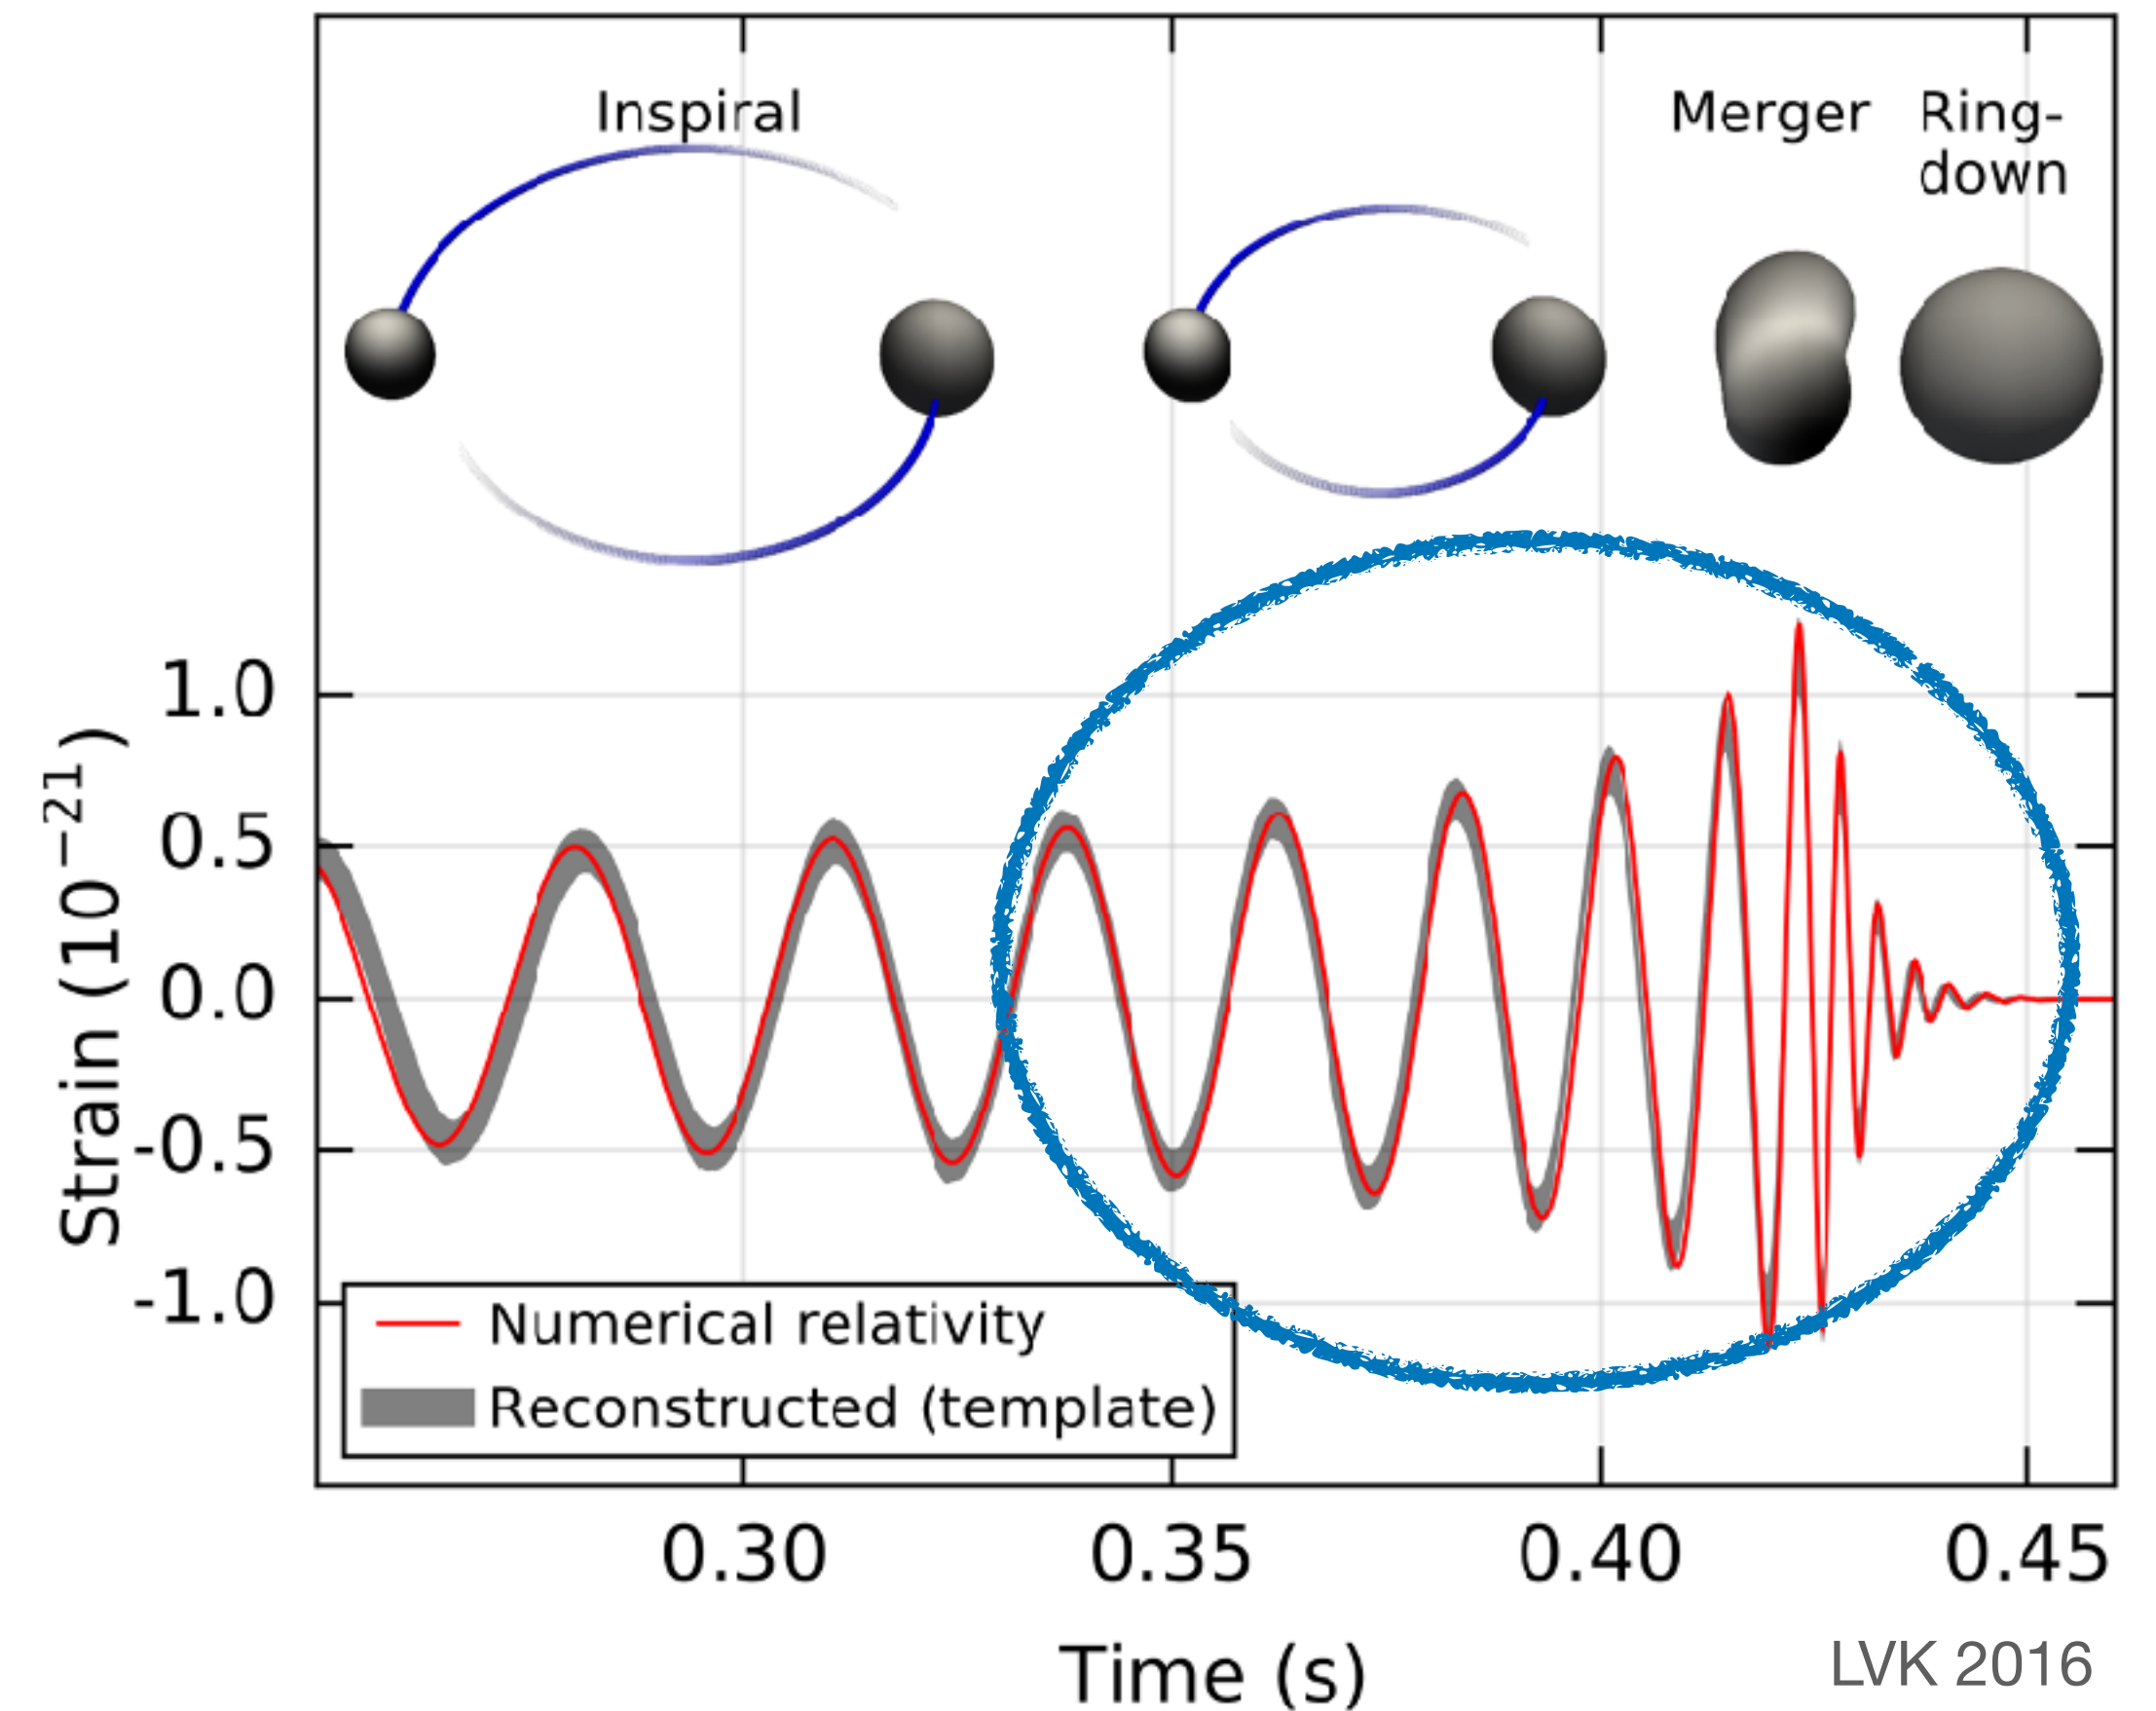 Inspiral
Merger
Ring-
down
1.0
0.5
0.0
-0.5
-1.0
Strain (10⁻²¹)
Numerical relativity
Reconstructed (template)
0.30
0.35
0.40
0.45
Time (s)
LVK 2016